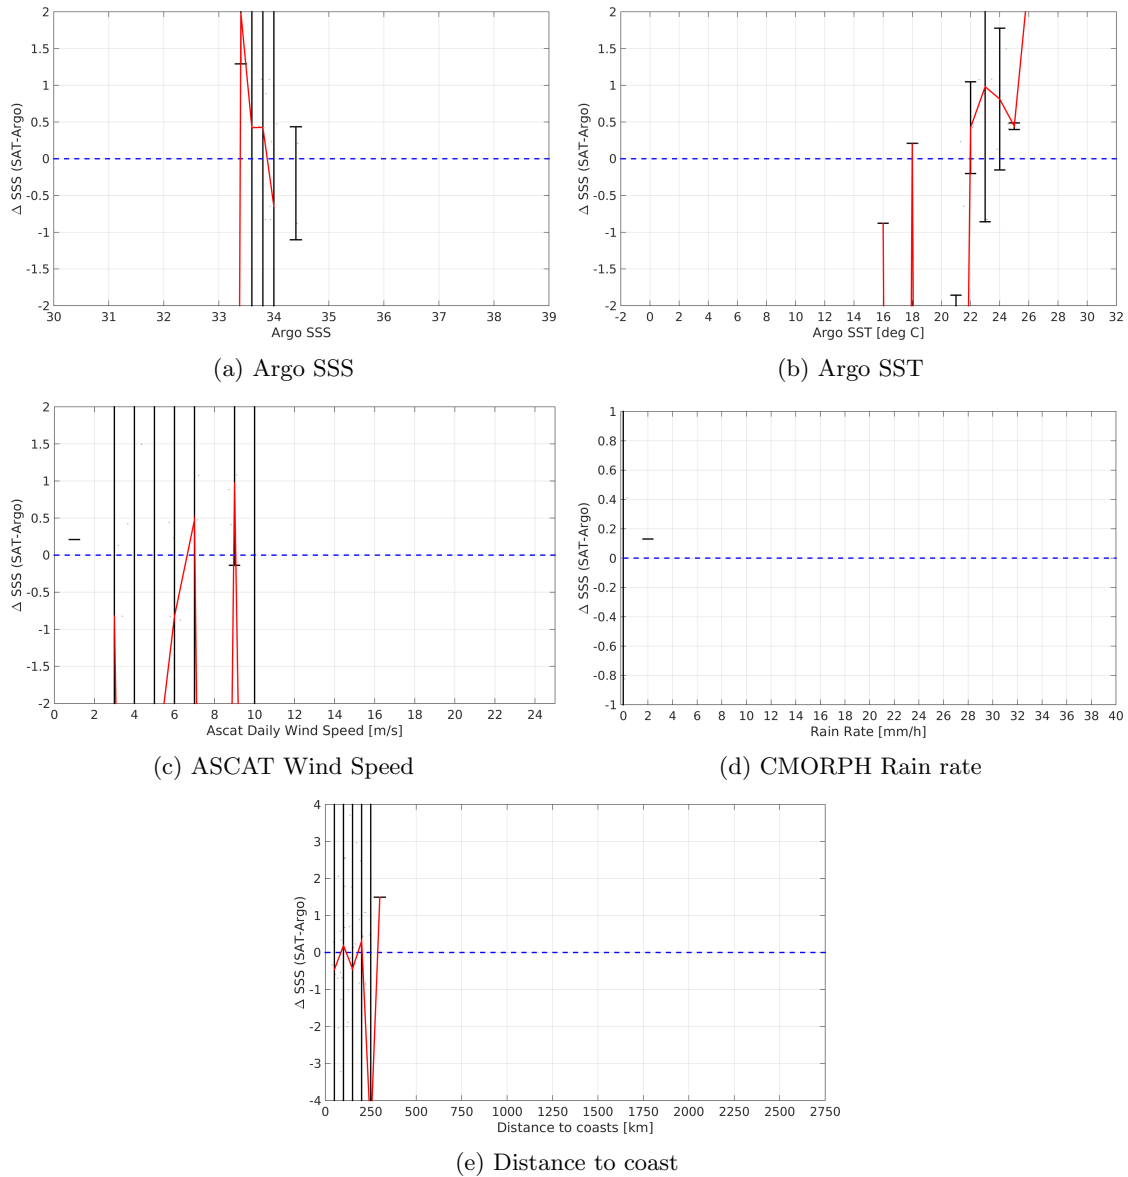 2
1.5
1
0.5
0
-0.5
-1
-1.5
-2
Δ SSS (SAT-Argo)
30 31 32 33 34 35 36 37 38 39
Argo SSS
(a) Argo SSS
2
1.5
1
0.5
0
-0.5
-1
-1.5
-2
Δ SSS (SAT-Argo)
-2 0 2 4 6 8 10 12 14 16 18 20 22 24 26 28 30 32
Argo SST [deg C]
(b) Argo SST
2
1.5
1
0.5
0
-0.5
-1
-1.5
-2
Δ SSS (SAT-Argo)
0 2 4 6 8 10 12 14 16 18 20 22 24
Ascat Daily Wind Speed [m/s]
(c) ASCAT Wind Speed
1
0.8
0.6
0.4
0.2
0
-0.2
-0.4
-0.6
-0.8
-1
Δ SSS (SAT-Argo)
0 2 4 6 8 10 12 14 16 18 20 22 24 26 28 30 32 34 36 38 40
Rain Rate [mm/h]
(d) CMORPH Rain rate
4
3
2
1
0
-1
-2
-3
-4
Δ SSS (SAT-Argo)
0 250 500 750 1000 1250 1500 1750 2000 2250 2500 2750
Distance to coasts [km]
(e) Distance to coast